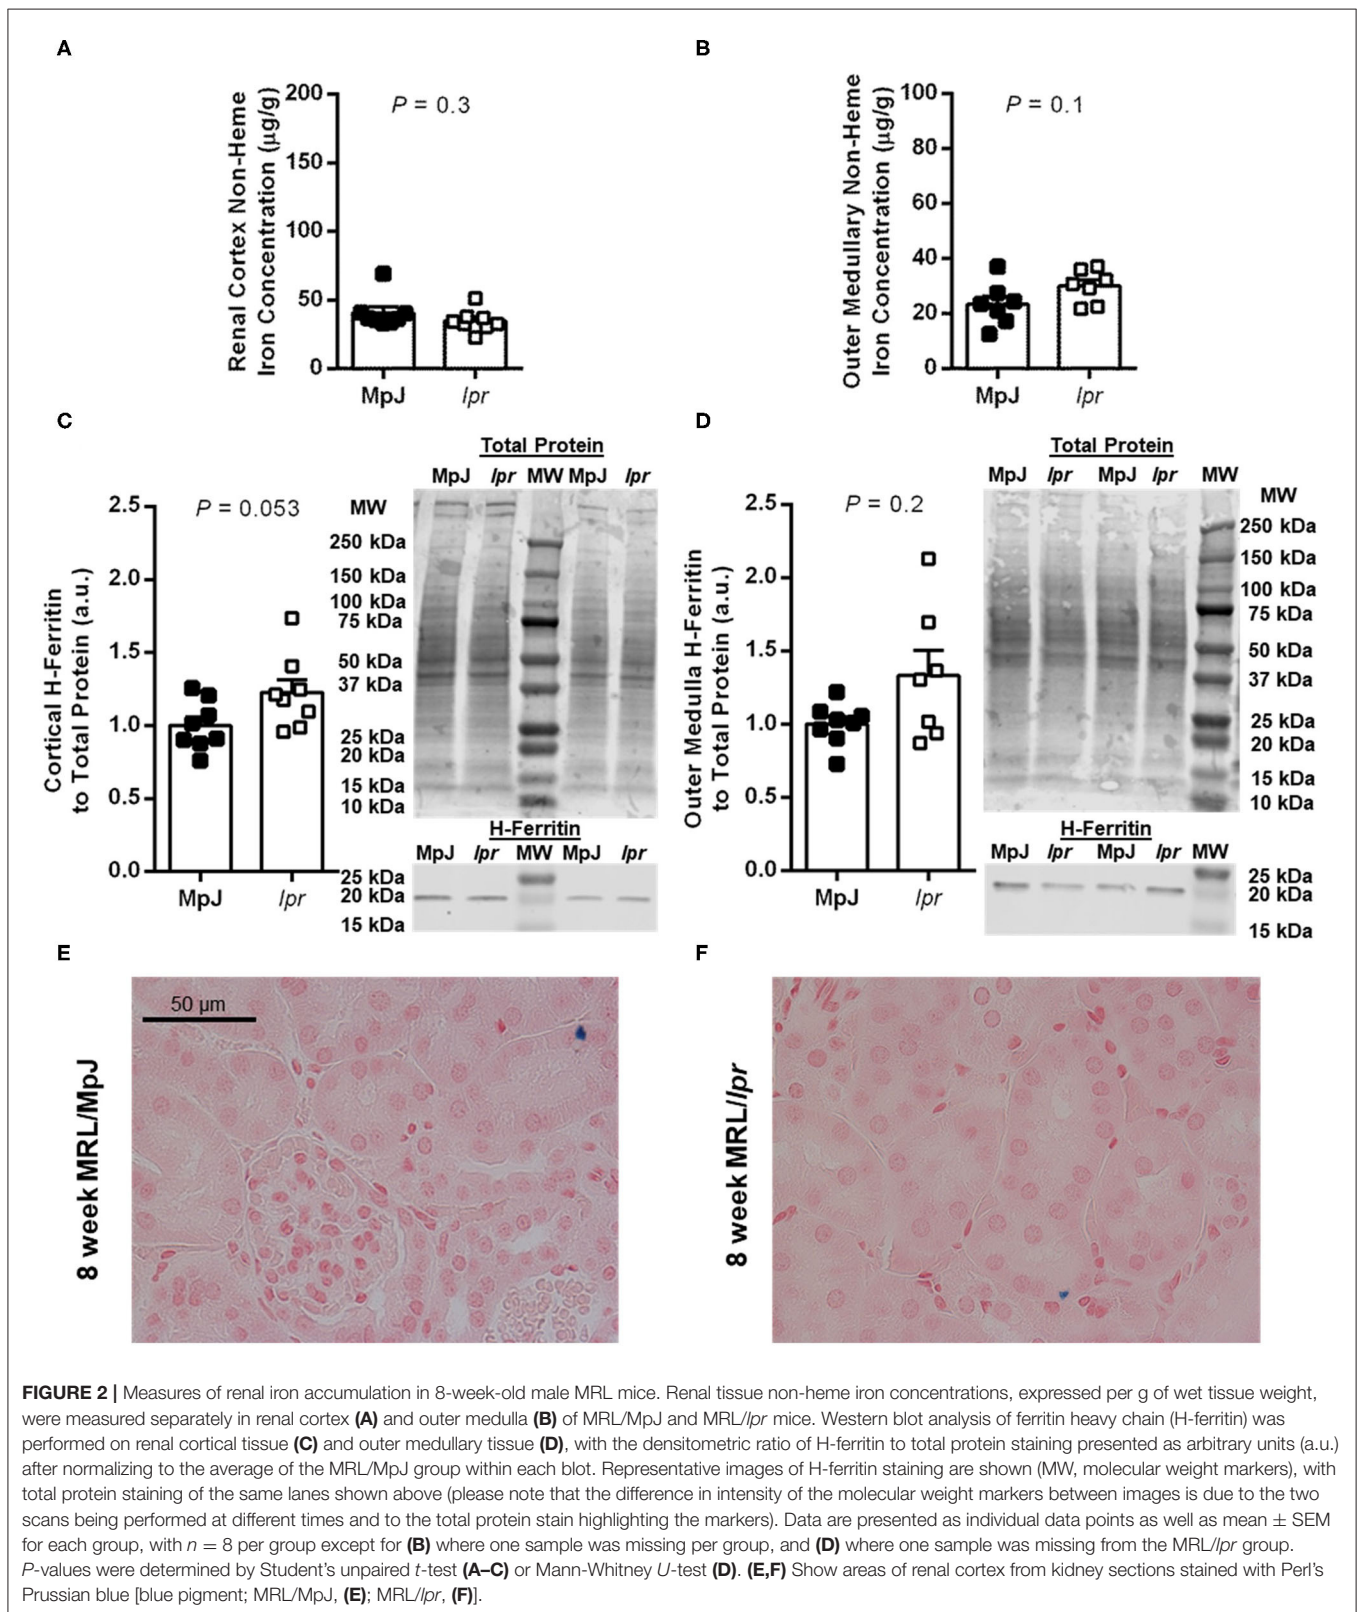 A
Renal Cortex Non-Heme
Iron Concentration (µg/g)
200
150
100
50
0
P = 0.3
MpJ
lpr
B
Outer Medullary Non-Heme
Iron Concentration (µg/g)
100
80
60
40
20
0
P = 0.1
MpJ
lpr
C
Cortical H-Ferritin
to Total Protein (a.u.)
2.5
2.0
1.5
1.0
0.5
0.0
P = 0.053
MpJ
lpr
Total Protein
MpJ lpr MW MpJ lpr
MW
250 kDa
150 kDa
100 kDa
75 kDa
50 kDa
37 kDa
25 kDa
20 kDa
15 kDa
10 kDa
H-Ferritin
MpJ lpr MW MpJ lpr
25 kDa
20 kDa
15 kDa
D
Outer Medulla H-Ferritin
to Total Protein (a.u.)
2.5
2.0
1.5
1.0
0.5
0.0
P = 0.2
MpJ
lpr
Total Protein
MpJ lpr MpJ lpr MW
MW
250 kDa
150 kDa
100 kDa
75 kDa
50 kDa
37 kDa
25 kDa
20 kDa
15 kDa
10 kDa
H-Ferritin
MpJ lpr MpJ lpr MW
25 kDa
20 kDa
15 kDa
E
8 week MRL/MpJ
50 µm
F
8 week MRL/lpr
FIGURE 2 | Measures of renal iron accumulation in 8-week-old male MRL mice. Renal tissue non-heme iron concentrations, expressed per g of wet tissue weight,
were measured separately in renal cortex (A) and outer medulla (B) of MRL/MpJ and MRL/lpr mice. Western blot analysis of ferritin heavy chain (H-ferritin) was
performed on renal cortical tissue (C) and outer medullary tissue (D), with the densitometric ratio of H-ferritin to total protein staining presented as arbitrary units (a.u.)
after normalizing to the average of the MRL/MpJ group within each blot. Representative images of H-ferritin staining are shown (MW, molecular weight markers), with
total protein staining of the same lanes shown above (please note that the difference in intensity of the molecular weight markers between images is due to the two
scans being performed at different times and to the total protein stain highlighting the markers). Data are presented as individual data points as well as mean ± SEM
for each group, with n = 8 per group except for (B) where one sample was missing per group, and (D) where one sample was missing from the MRL/lpr group.
P-values were determined by Student's unpaired t-test (A–C) or Mann-Whitney U-test (D). (E,F) Show areas of renal cortex from kidney sections stained with Perl's
Prussian blue [blue pigment; MRL/MpJ, (E); MRL/lpr, (F)].